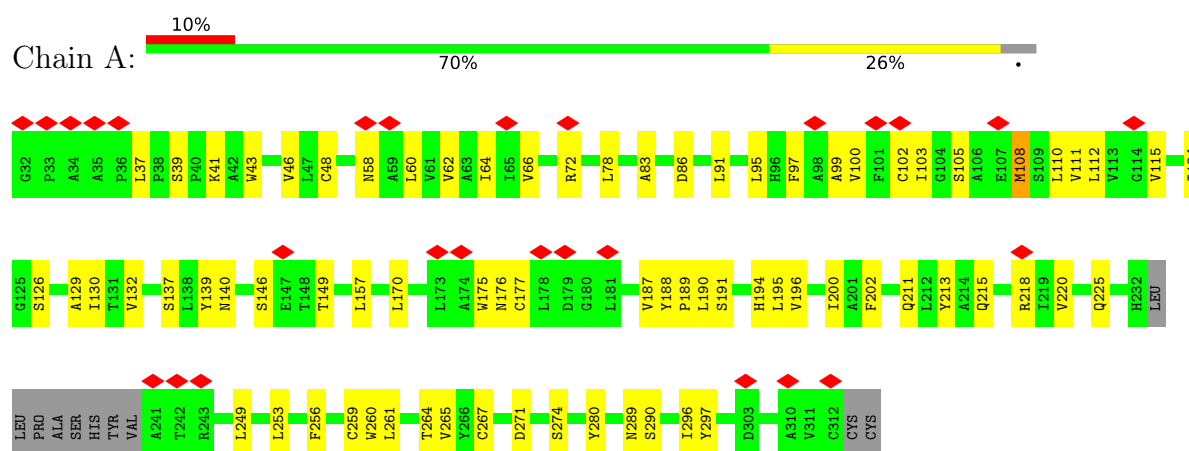 10%
Chain A:
70% 26% •
G32 P33 A34 A35 P36 L37 P38 S39 P40 K41 A42 W43 V46 L47 C48 N58 A59 L60 V61 V62 A63 I64 I65 V66 R72 L78 A83 D86 L91 L95 H96 F97 A98 A99 V100 F101 C102 I103 G104 S105 A106 E107 M108 S109 L110 V111 L112 V113 G114 V115
G125 S126 A129 I130 T131 V132 S137 L138 Y139 N140 S146 E147 T148 T149 L157 L170 L173 A174 W175 N176 C177 L178 D179 G180 L181 V187 Y188 P189 L190 S191 H194 L195 V196 I200 A201 F202 Q211 L212 Y213 A214 Q215 R218 I219 V220 Q225 H232 LEU
LEU PRO ALA SER HIS TYR VAL A241 T242 R243 L249 L253 F256 C259 W260 L261 T264 V265 Y266 C267 D271 S274 Y280 N289 S290 I296 Y297 D303 A310 V311 C312 CYS CYS